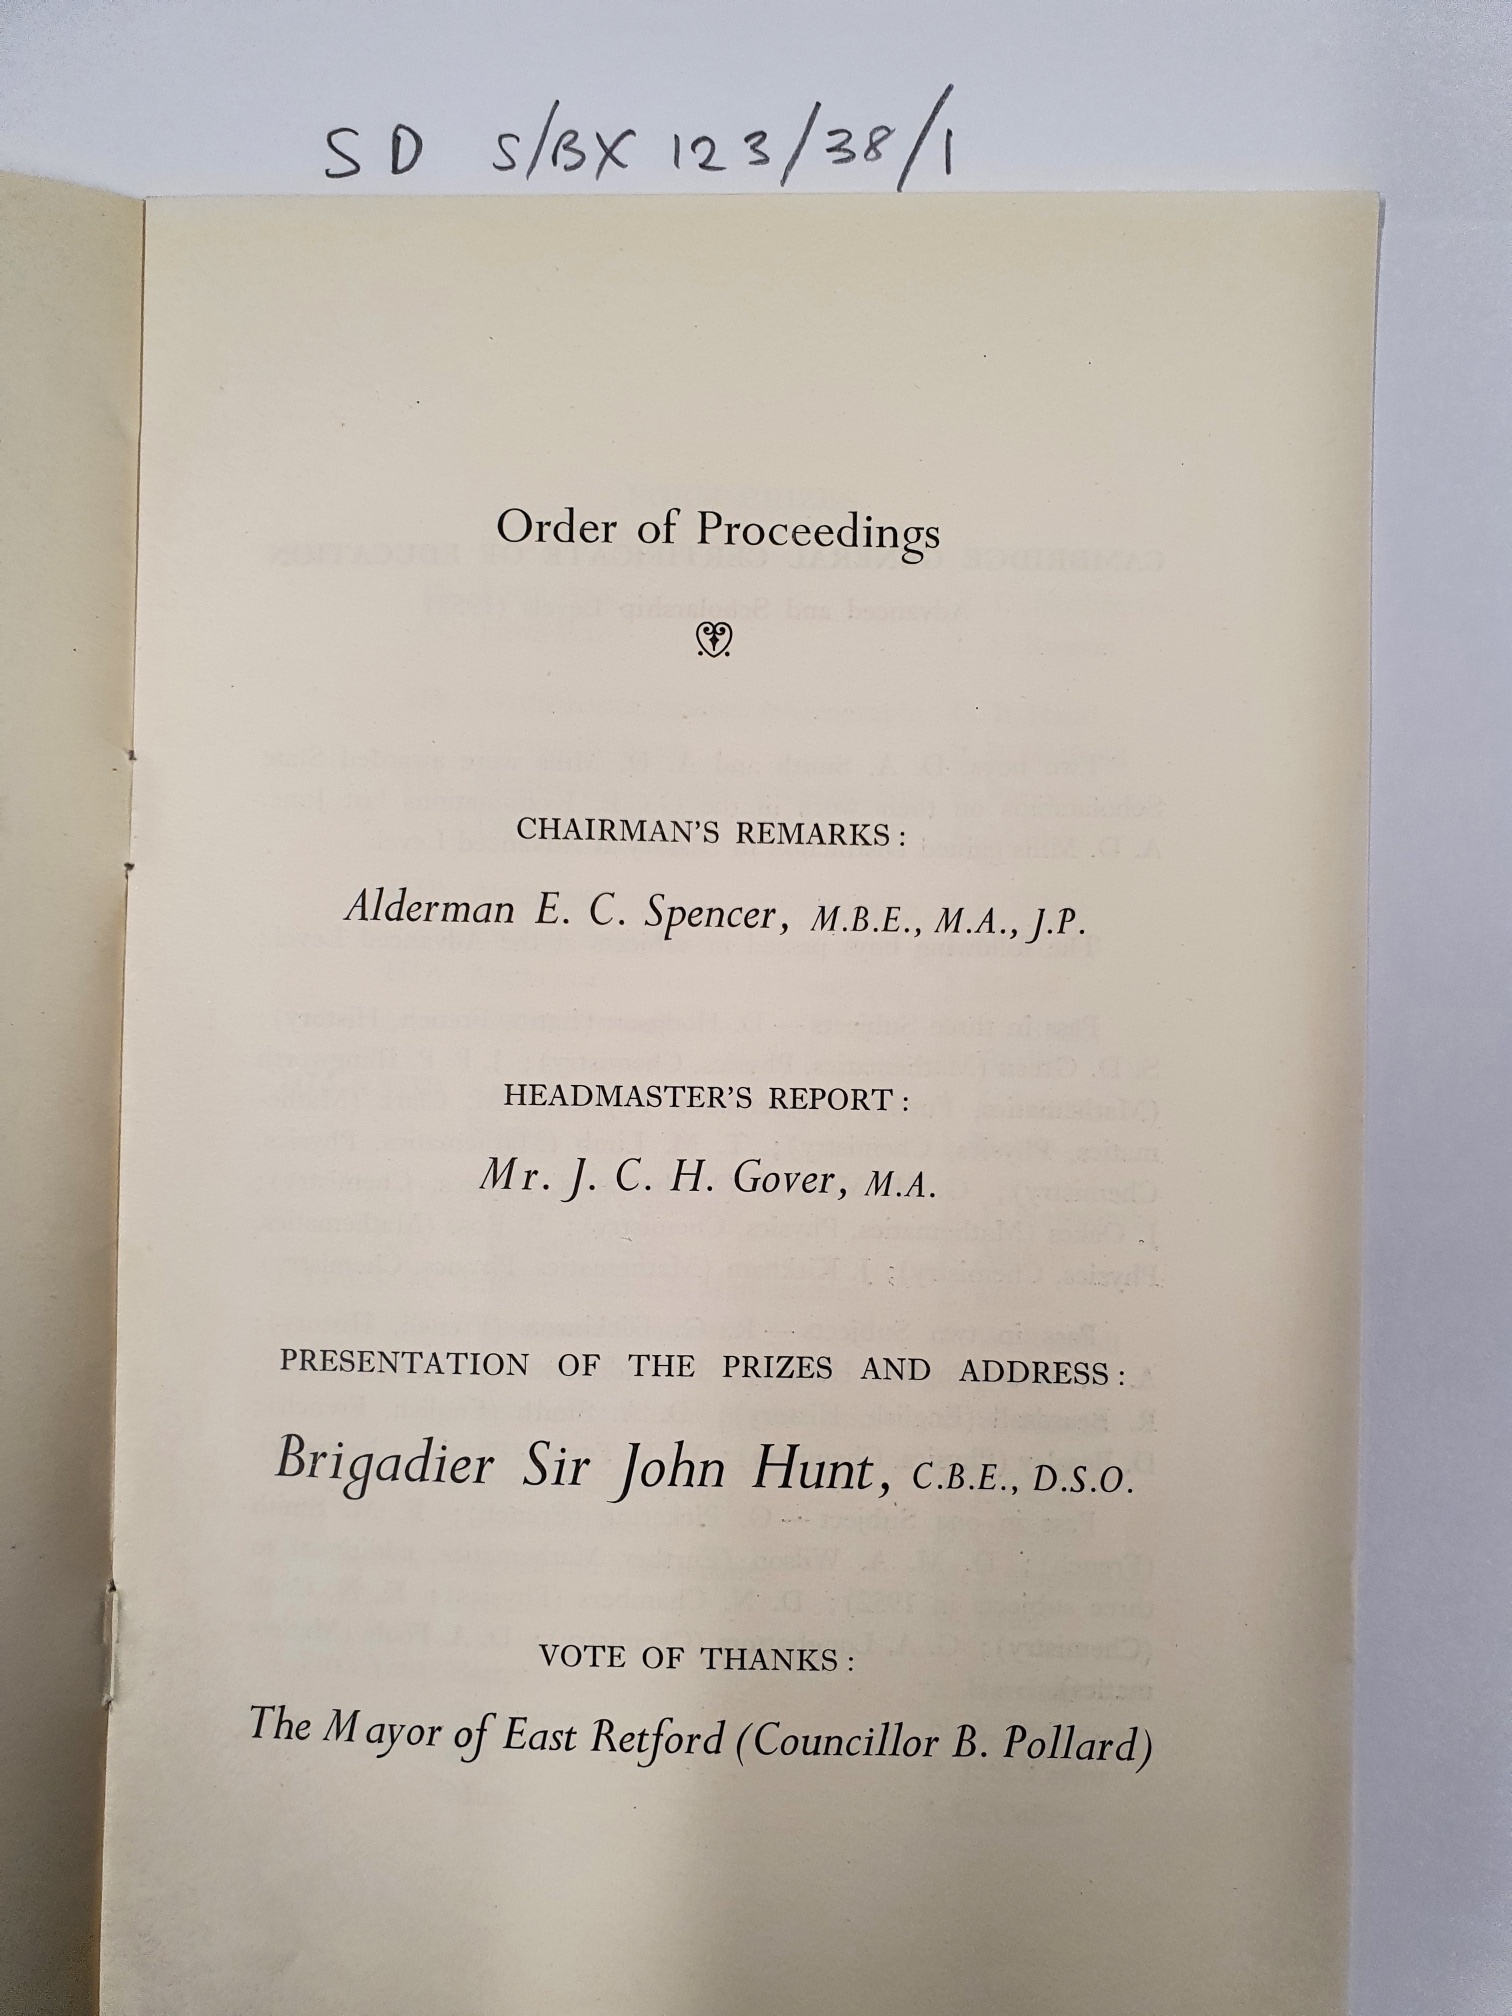 SD S/BX 123/38/1
Order of Proceedings
CHAIRMAN'S REMARKS :
Alderman E. C. Spencer, M.B.E., M.A., J.P.
HEADMASTER'S REPORT :
Mr. J. C. H. Gover, M.A.
PRESENTATION OF THE PRIZES AND ADDRESS :
Brigadier Sir John Hunt, C.B.E., D.S.O.
VOTE OF THANKS :
The Mayor of East Retford (Councillor B. Pollard)